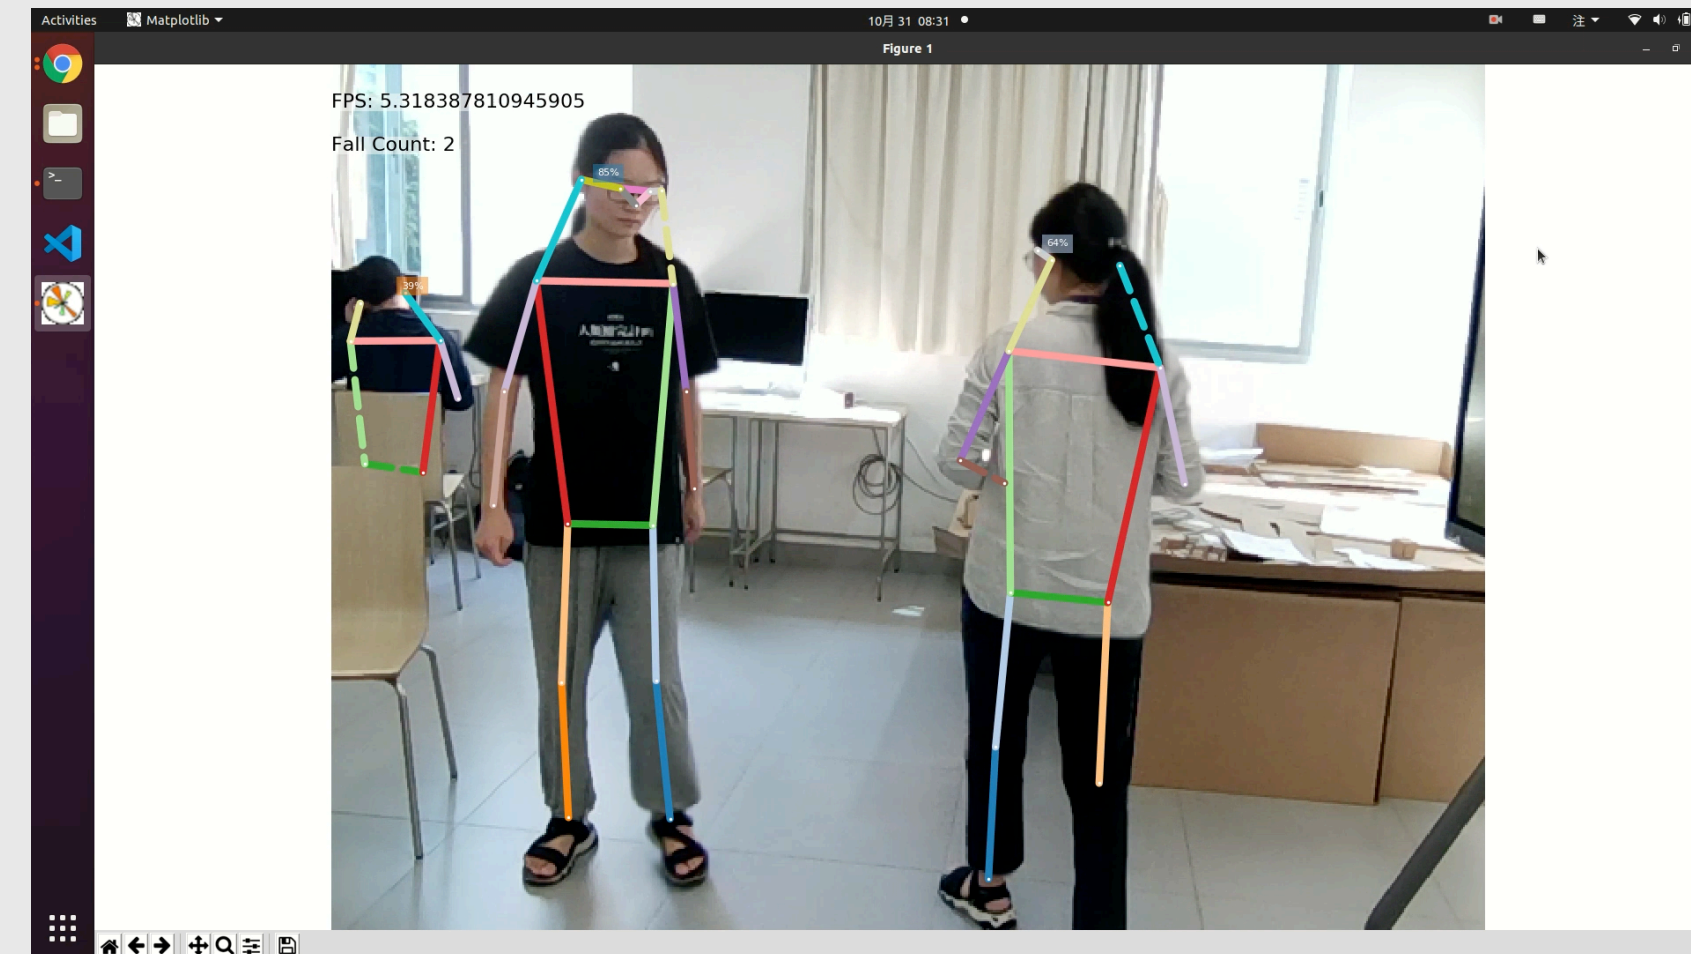 Activities
Matplotlib
10月 31 08:31
注
Figure 1
FPS: 5.318387810945905
Fall Count: 2
85%
64%
39%
>_